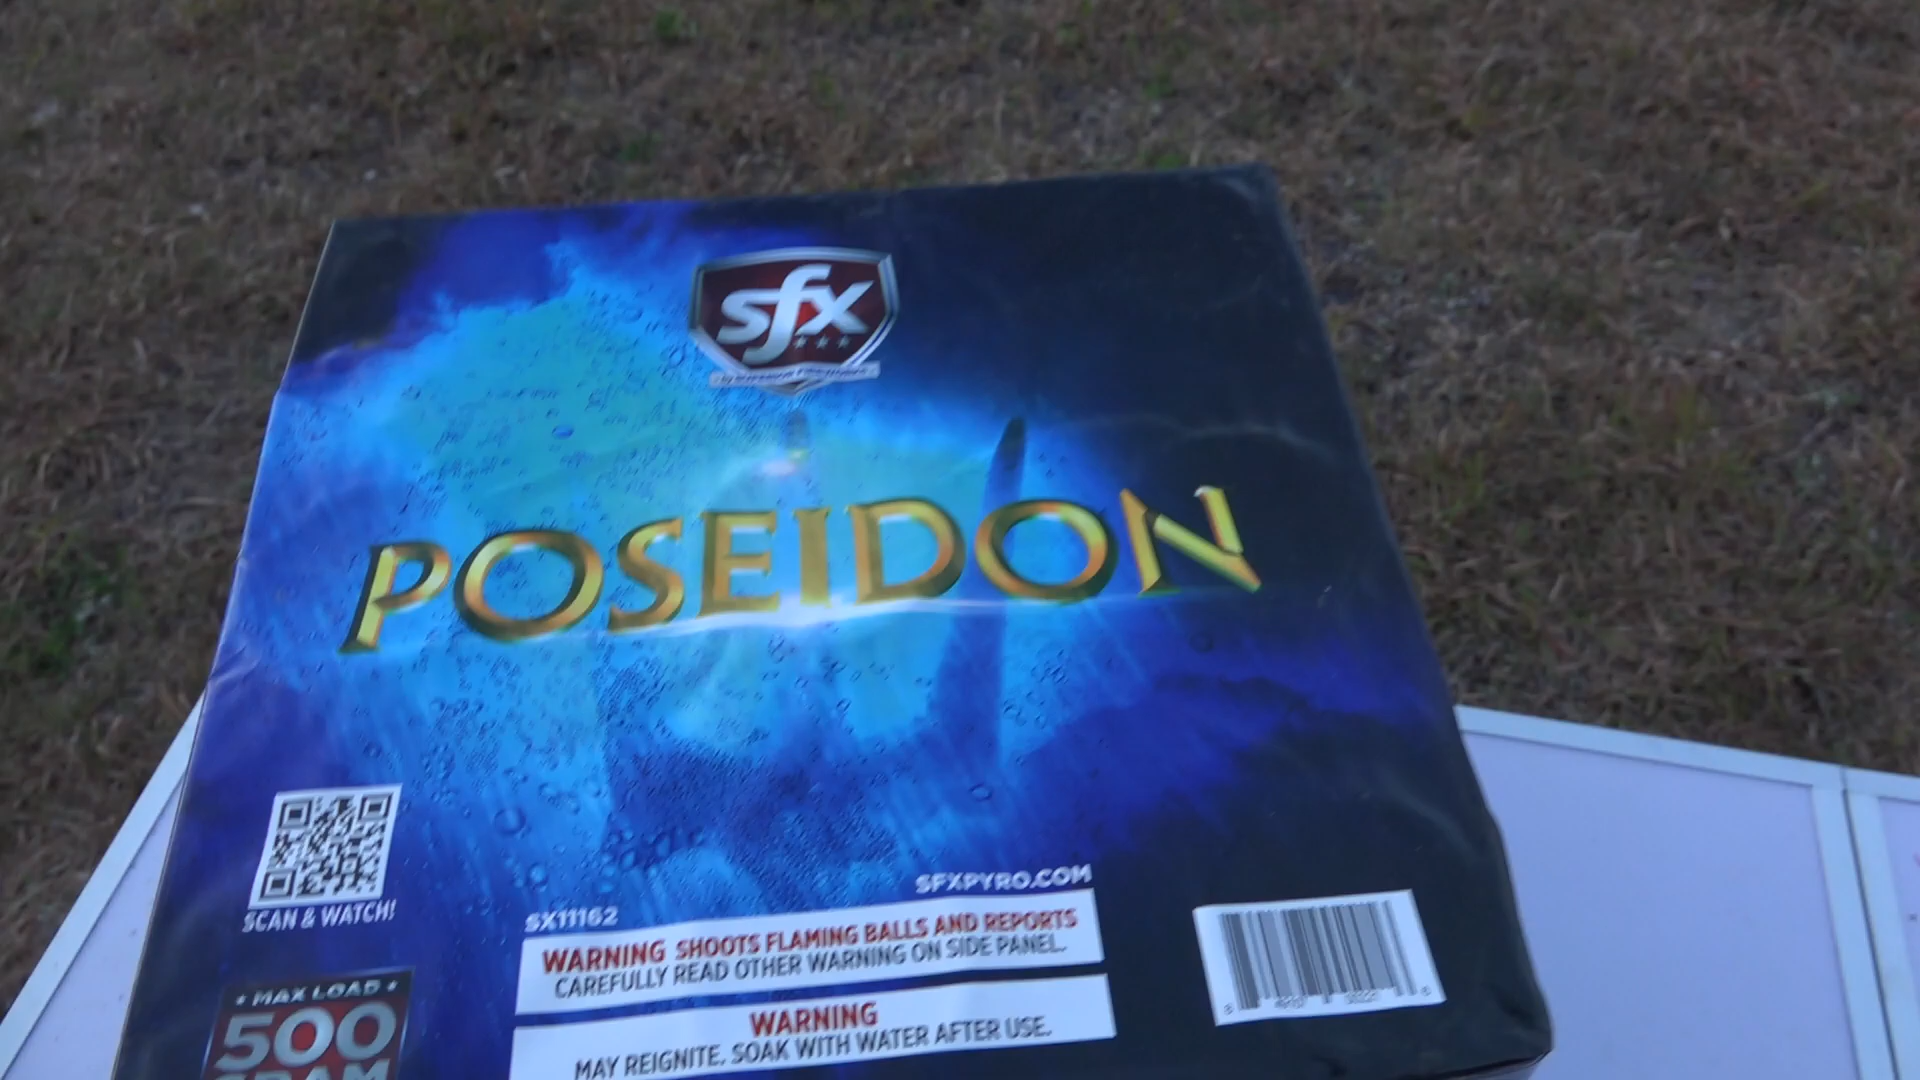 sfx
POSEIDON
SCAN & WATCH!
SFXPYRO.COM
SX11162
WARNING SHOOTS FLAMING BALLS AND REPORTS
CAREFULLY READ OTHER WARNING ON SIDE PANEL.
WARNING
MAY REIGNITE. SOAK WITH WATER AFTER USE.
MAX LOAD
500
GRAM